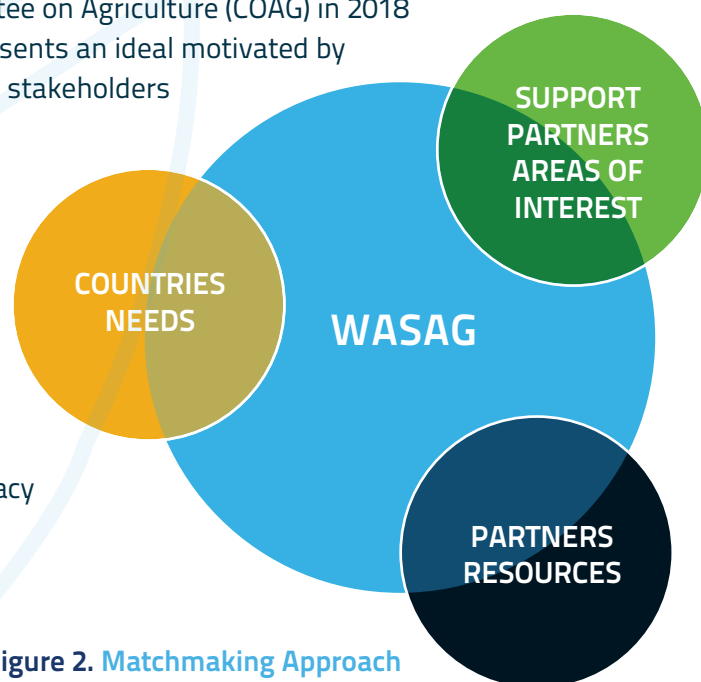 tee on Agriculture (COAG) in 2018
sents an ideal motivated by
stakeholders
SUPPORT
PARTNERS
AREAS OF
INTEREST
COUNTRIES
NEEDS
WASAG
acy
PARTNERS
RESOURCES
igure 2. Matchmaking Approach